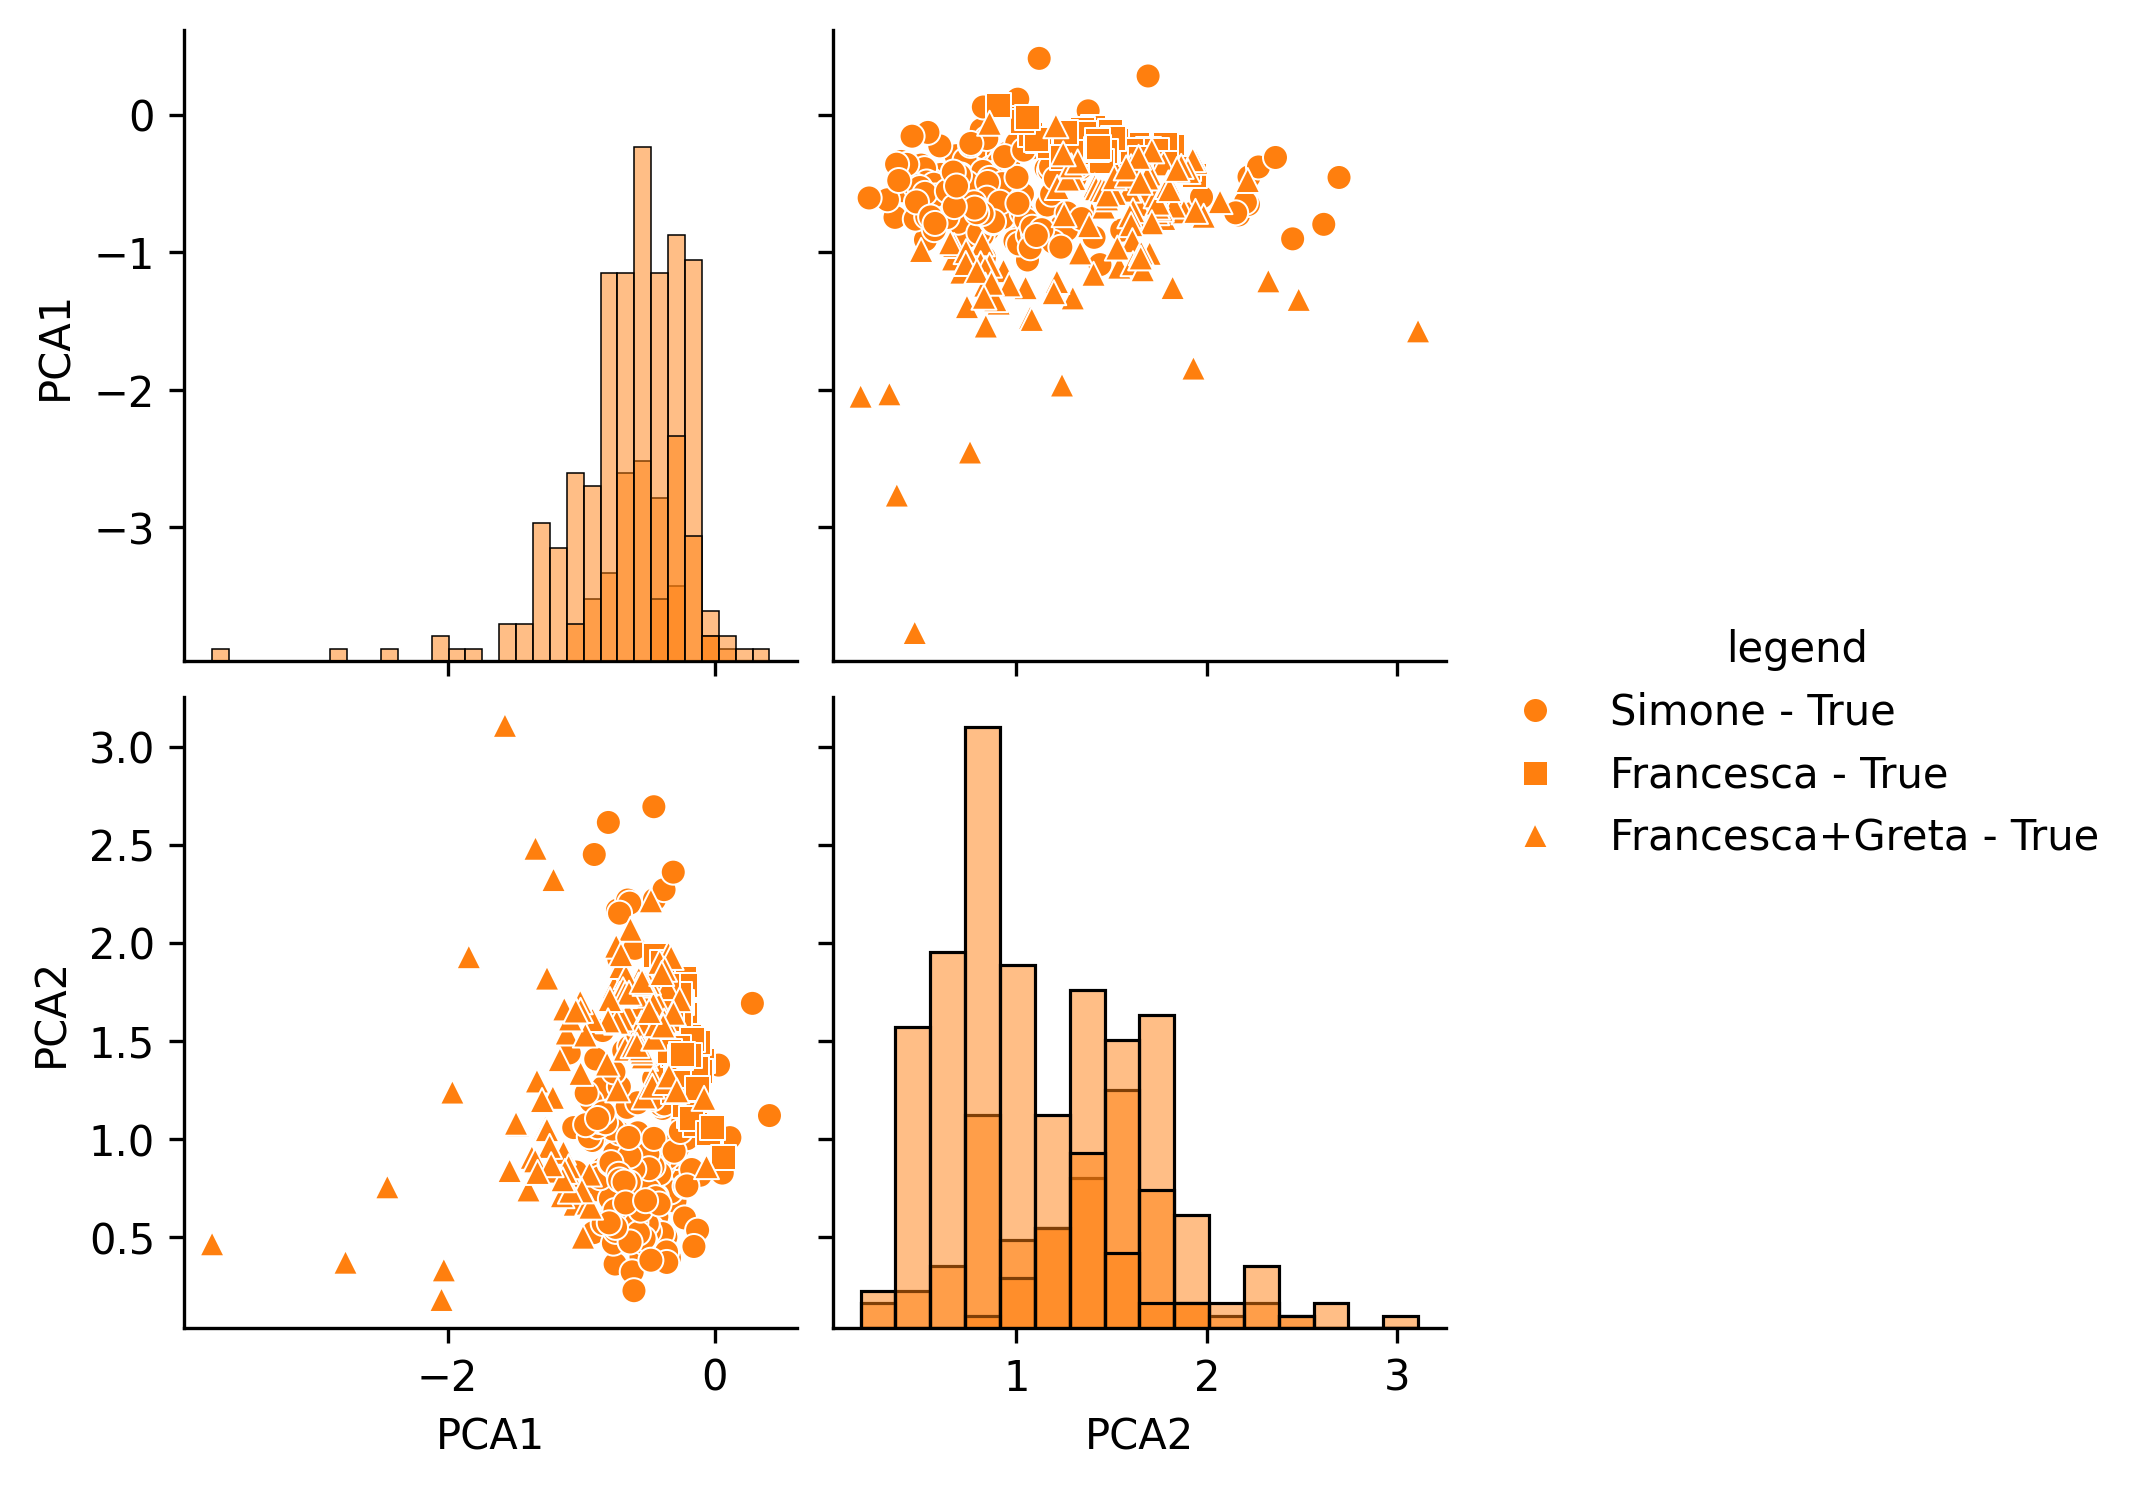 0
−1
−2
−3
PCA1
legend
Simone - True
Francesca - True
Francesca+Greta - True
3.0
2.5
2.0
1.5
1.0
0.5
PCA2
−2 0
1 2 3
PCA1
PCA2